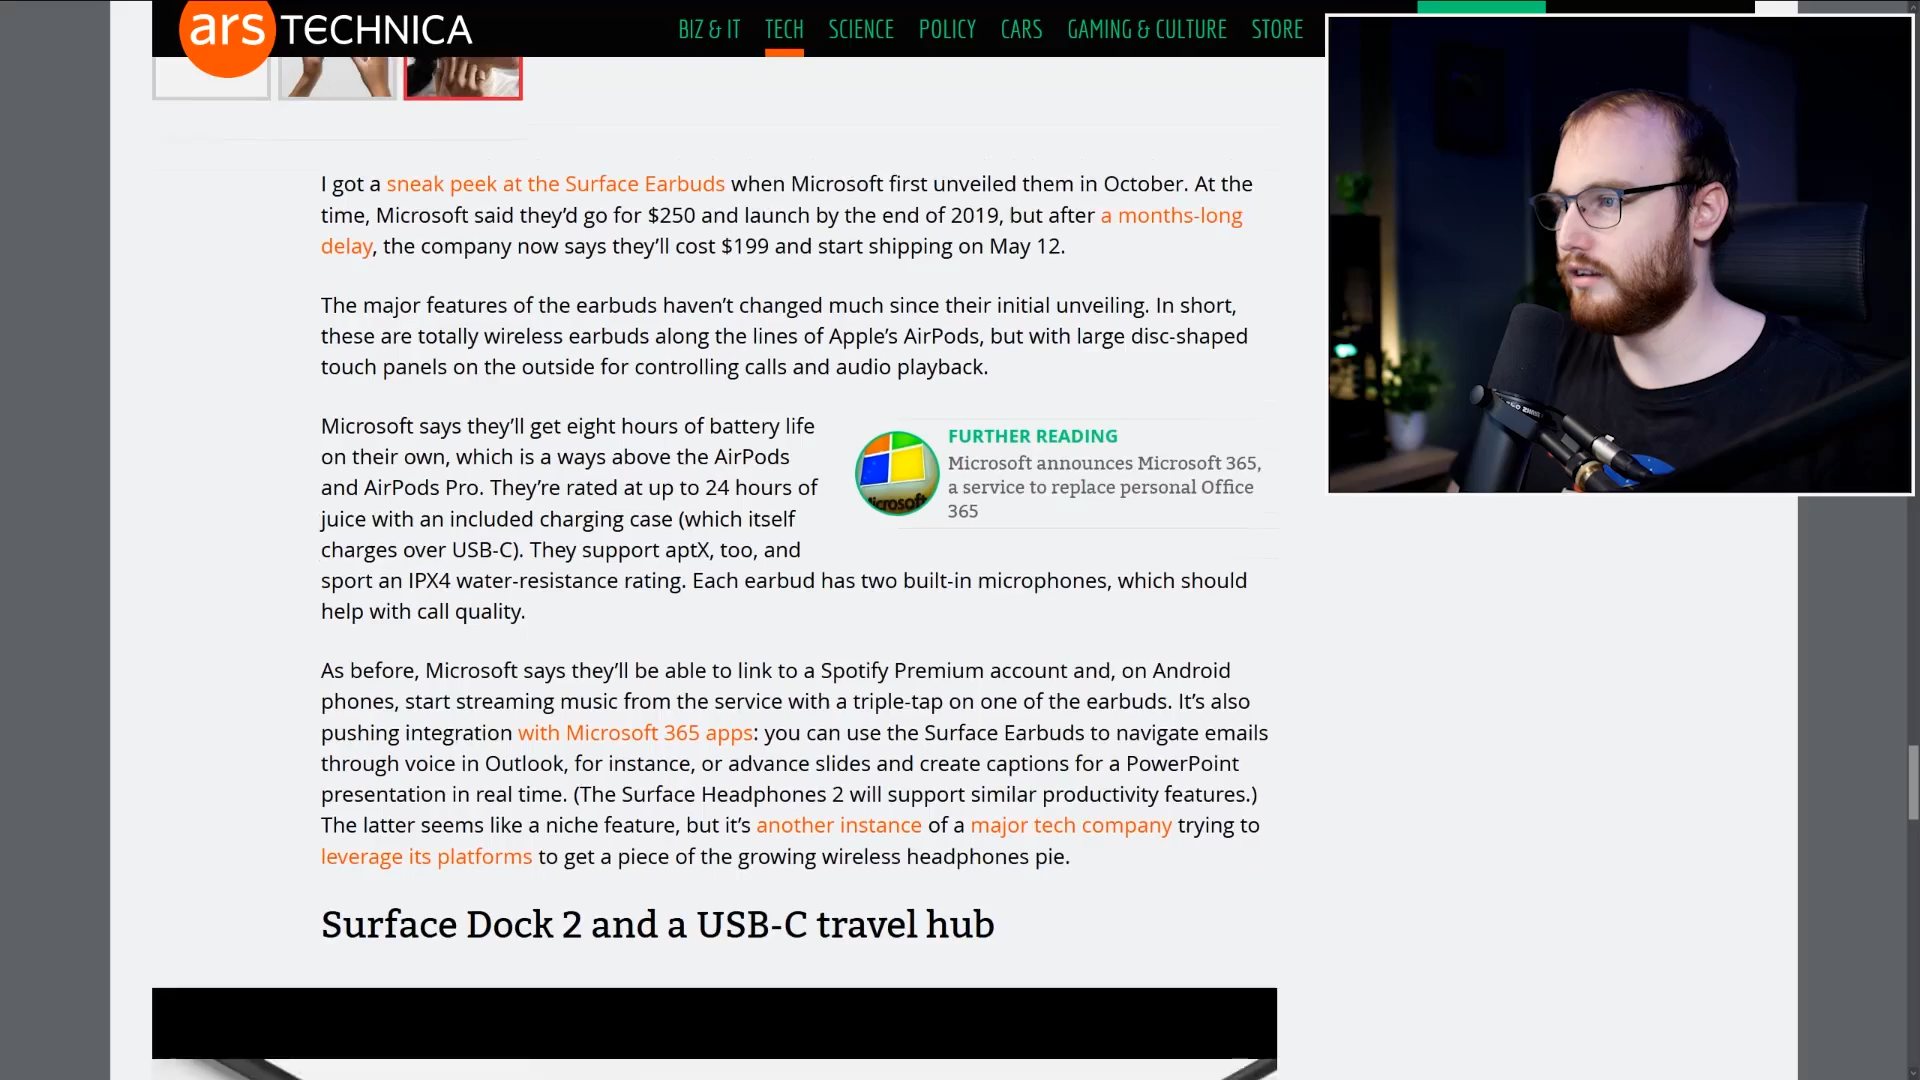 ars TECHNICA
BIZ & IT TECH SCIENCE POLICY CARS GAMING & CULTURE STORE
I got a sneak peek at the Surface Earbuds when Microsoft first unveiled them in October. At the
time, Microsoft said they’d go for $250 and launch by the end of 2019, but after a months-long
delay, the company now says they’ll cost $199 and start shipping on May 12.
The major features of the earbuds haven’t changed much since their initial unveiling. In short,
these are totally wireless earbuds along the lines of Apple’s AirPods, but with large disc-shaped
touch panels on the outside for controlling calls and audio playback.
Microsoft says they’ll get eight hours of battery life
on their own, which is a ways above the AirPods
and AirPods Pro. They’re rated at up to 24 hours of
juice with an included charging case (which itself
charges over USB-C). They support aptX, too, and
sport an IPX4 water-resistance rating. Each earbud has two built-in microphones, which should
help with call quality.
FURTHER READING
Microsoft announces Microsoft 365,
a service to replace personal Office
365
Microsoft
As before, Microsoft says they’ll be able to link to a Spotify Premium account and, on Android
phones, start streaming music from the service with a triple-tap on one of the earbuds. It’s also
pushing integration with Microsoft 365 apps: you can use the Surface Earbuds to navigate emails
through voice in Outlook, for instance, or advance slides and create captions for a PowerPoint
presentation in real time. (The Surface Headphones 2 will support similar productivity features.)
The latter seems like a niche feature, but it’s another instance of a major tech company trying to
leverage its platforms to get a piece of the growing wireless headphones pie.
Surface Dock 2 and a USB-C travel hub